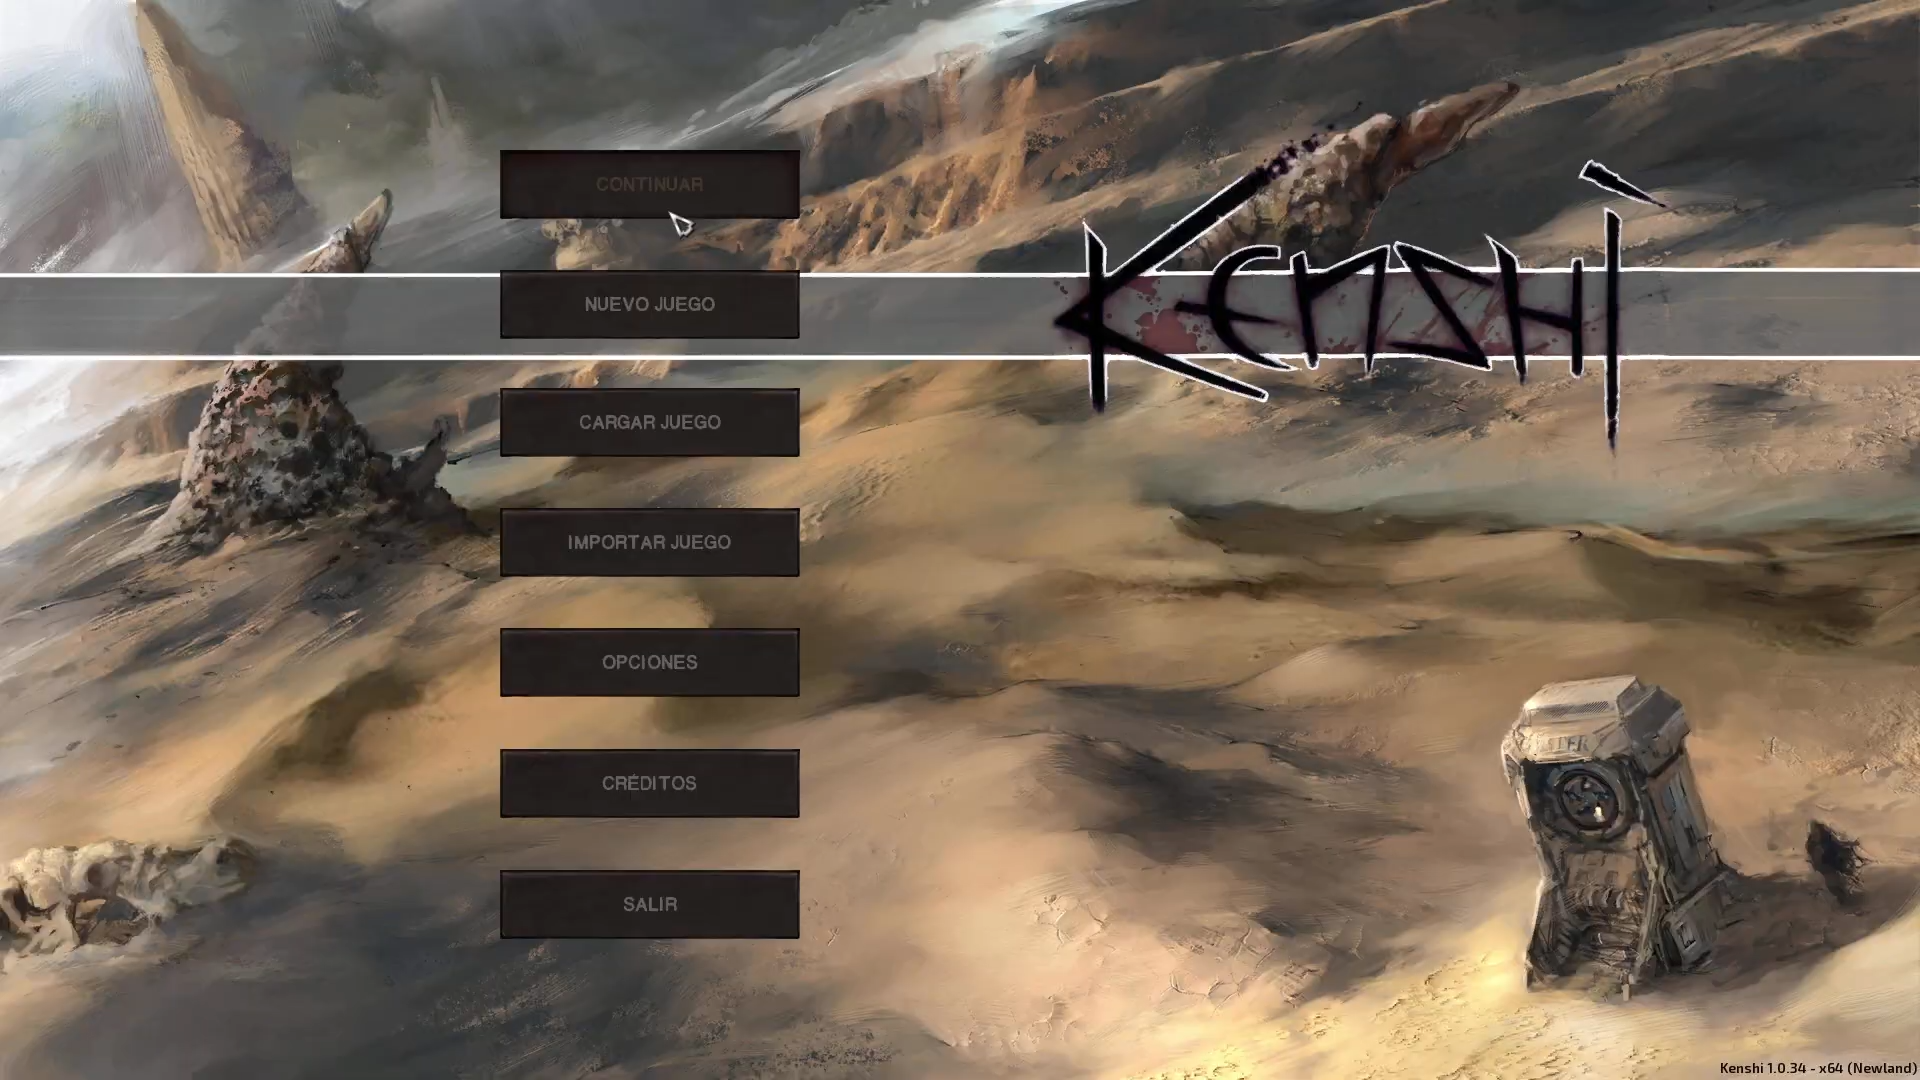 CONTINUAR
NUEVO JUEGO
KENSHI
CARGAR JUEGO
IMPORTAR JUEGO
OPCIONES
CRÉDITOS
SALIR
Kenshi 1.0.34 - x64 (Newland)